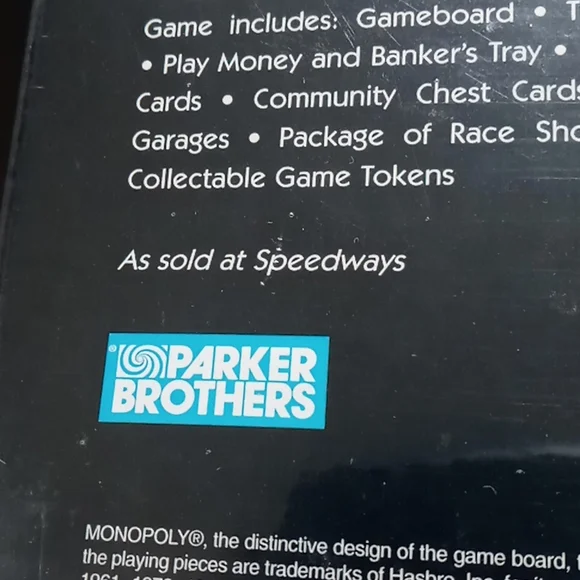 Game includes: Gameboard •
• Play Money and Banker's Tray •
Cards • Community Chest Cards
Garages • Package of Race
Collectable Game Tokens
As sold at Speedways
® PARKER
BROTHERS
MONOPOLY®, the distinctive design of the game board,
the playing pieces are trademarks of Hasbro,